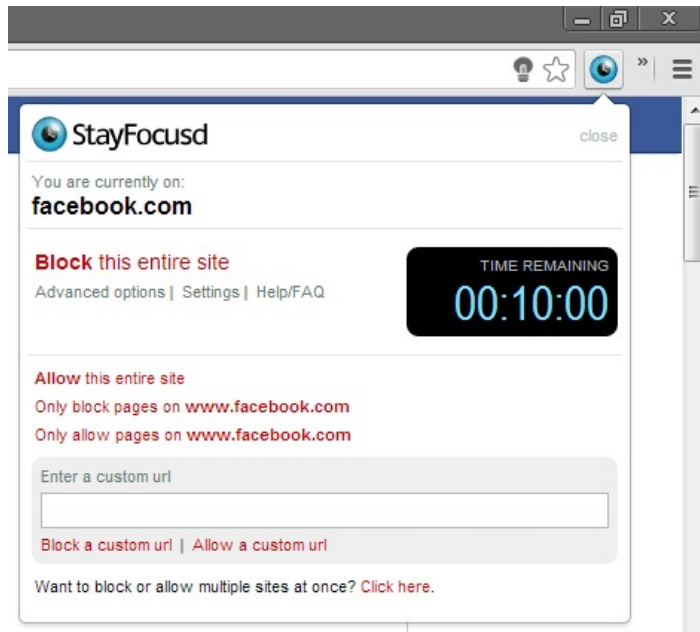 StayFocusd
close
You are currently on:
facebook.com
Block this entire site
Advanced options | Settings | Help/FAQ
TIME REMAINING
00:10:00
Allow this entire site
Only block pages on www.facebook.com
Only allow pages on www.facebook.com
Enter a custom url
Block a custom url | Allow a custom url
Want to block or allow multiple sites at once? Click here.